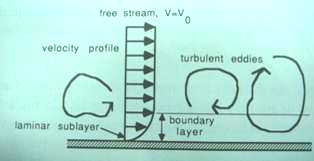 free stream, V=V₀
velocity profile
turbulent eddies
laminar sublayer
boundary
layer